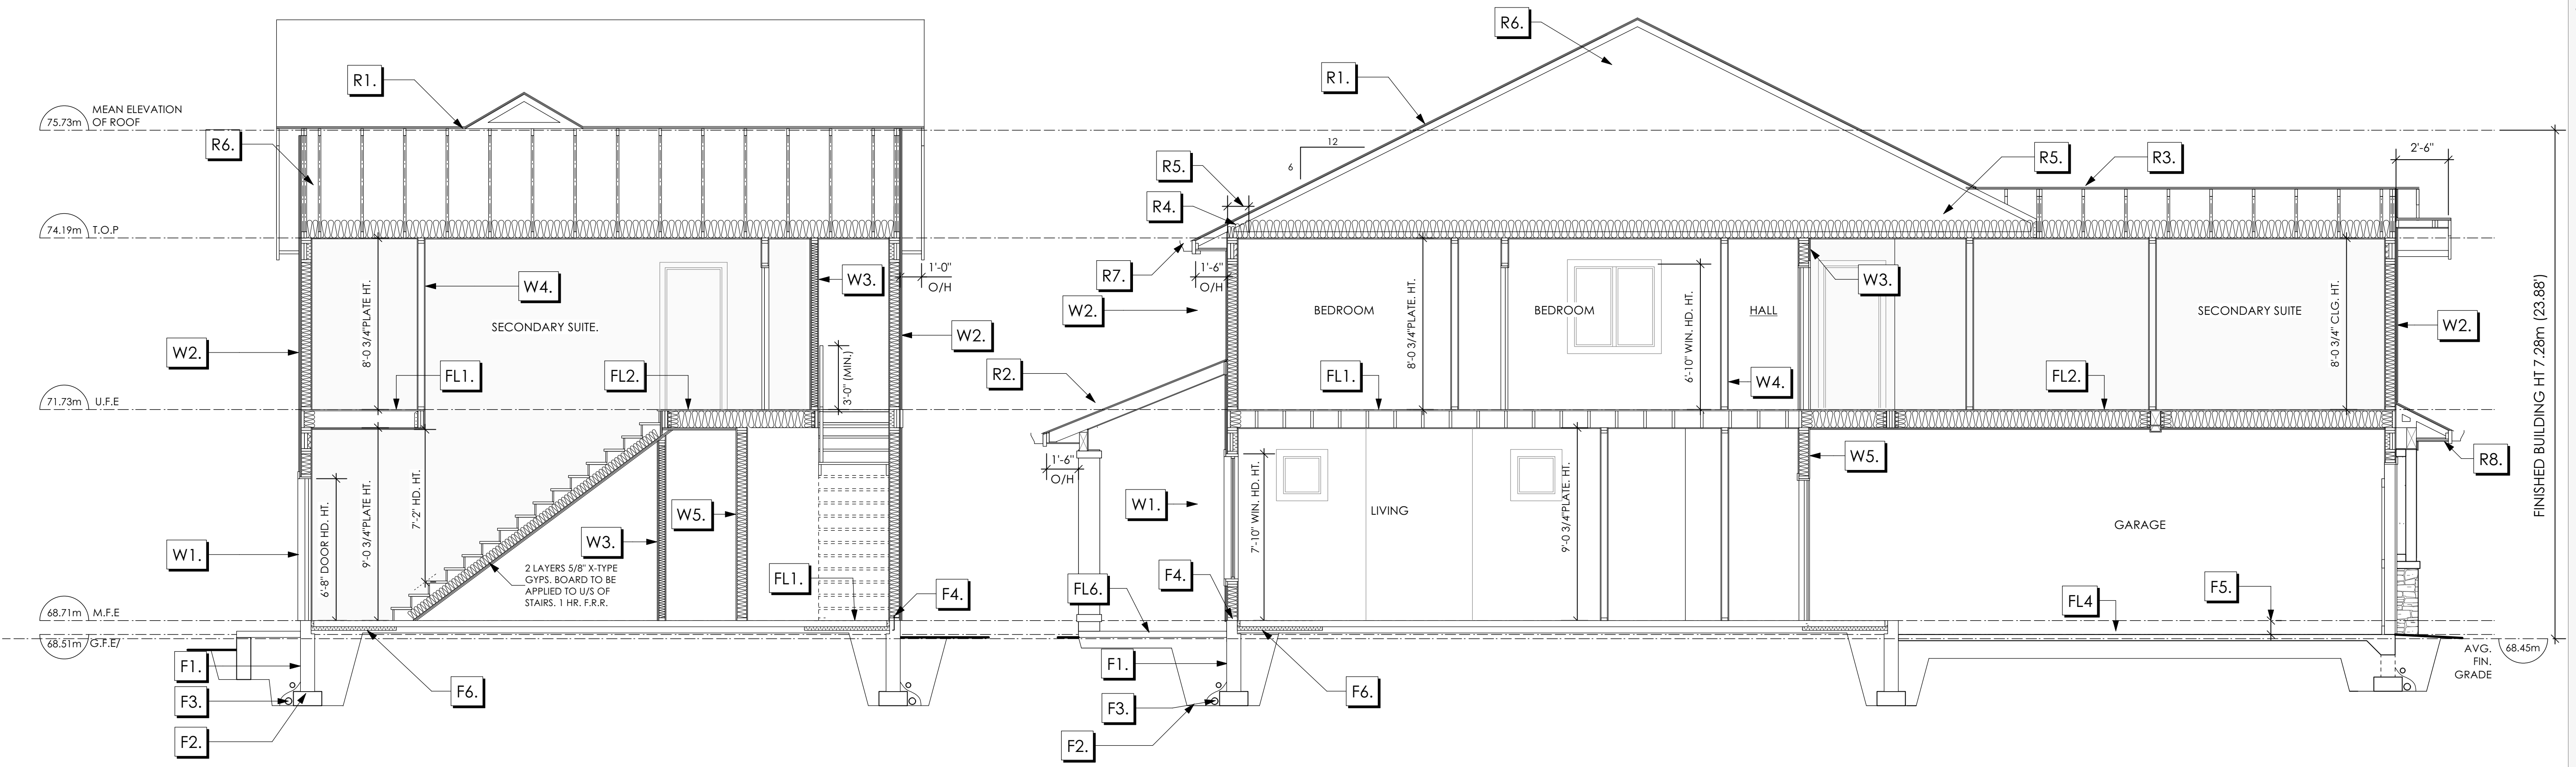 R6.
R1.
R1.
MEAN ELEVATION
OF ROOF
75.73m
R6.
12
6
R5.
R5.
R3.
2'-6"
R4.
74.19m
T.O.P
R7.
1'-6"
O/H
1'-0"
O/H
W4.
W3.
W3.
8'-0 3/4"PLATE HT.
SECONDARY SUITE.
W2.
W2.
W2.
BEDROOM
BEDROOM
HALL
SECONDARY SUITE
8'-0 3/4"PLATE. HT.
6'-10" WIN. HD. HT.
8'-0 3/4" CLG. HT.
W2.
FINISHED BUILDING HT 7.28m (23.88')
FL1.
FL2.
3'-0" (MIN.)
R2.
FL1.
W4.
FL2.
71.73m
U.F.E
1'-6"
O/H
R8.
6'-8" DOOR HD. HT.
9'-0 3/4"PLATE HT.
7'-2" HD. HT.
W5.
W5.
W1.
W1.
W3.
7'-10" WIN. HD. HT.
LIVING
9'-0 3/4"PLATE. HT.
GARAGE
2 LAYERS 5/8" X-TYPE
GYPS. BOARD TO BE
APPLIED TO U/S OF
STAIRS. 1 HR. F.R.R.
FL1.
F4.
FL6.
F4.
FL4
F5.
68.71m
M.F.E
68.51m
G.F.E/
AVG.
FIN.
GRADE
68.45m
F1.
F3.
F2.
F6.
F1.
F3.
F2.
F6.